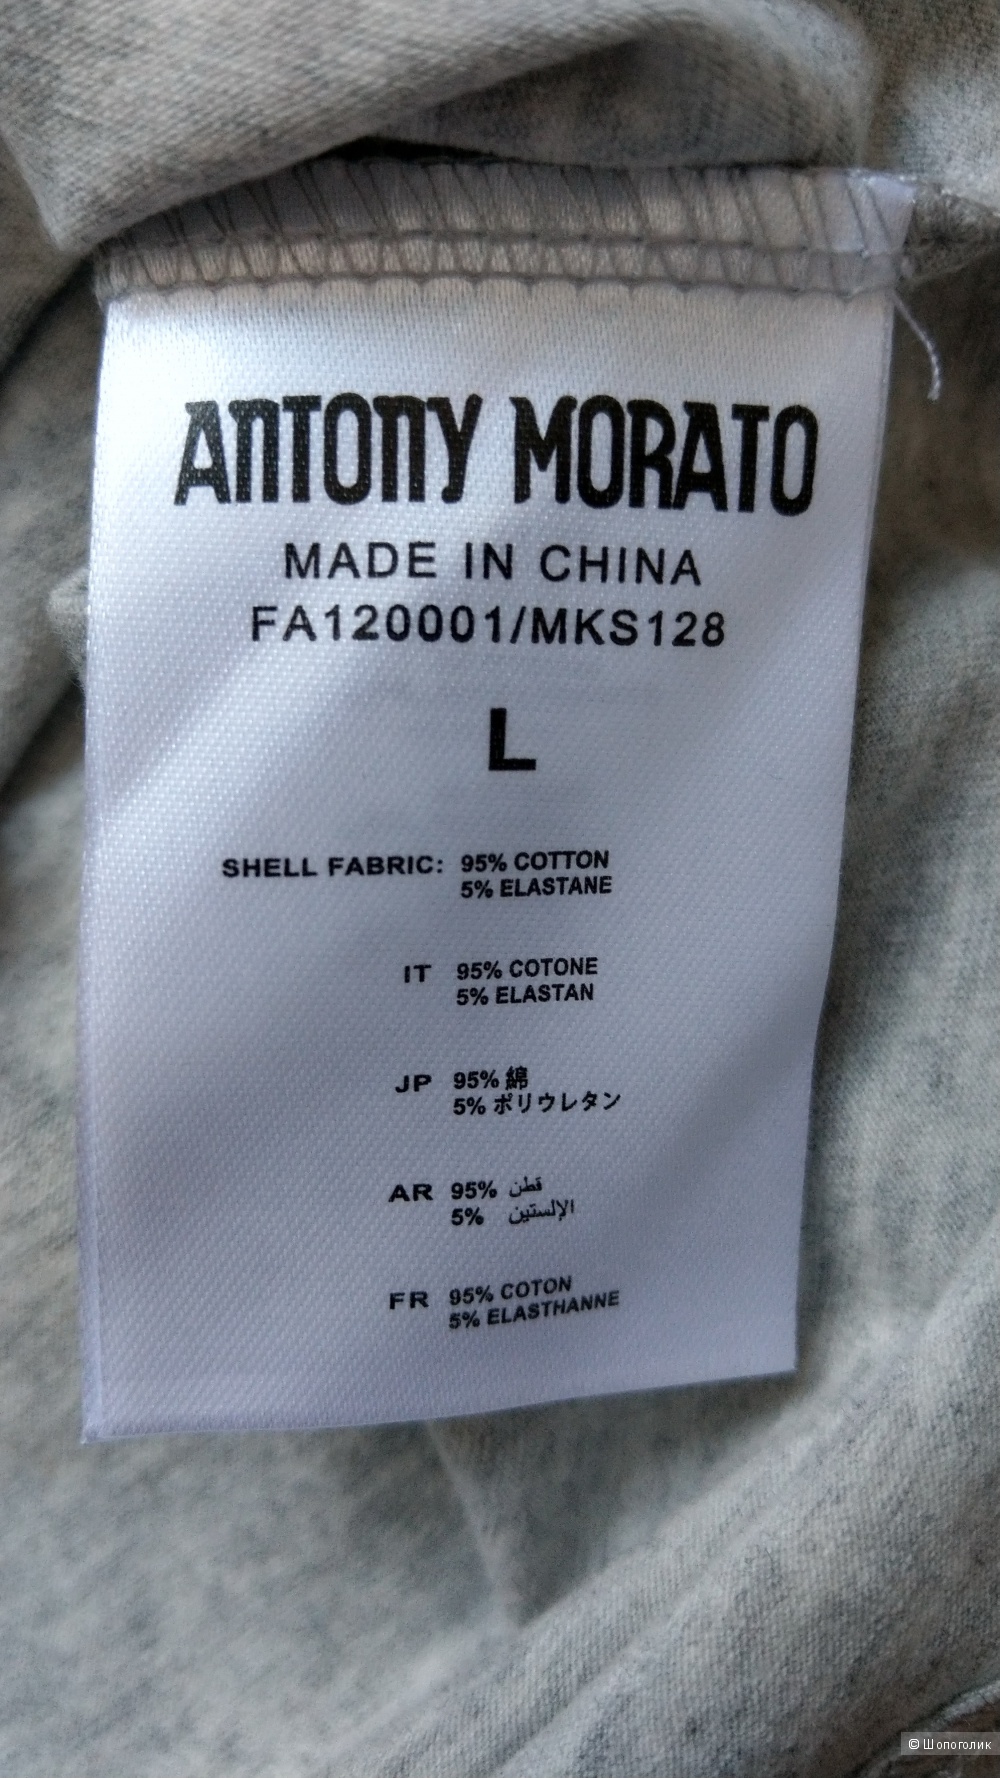 ANTONY MORATO
MADE IN CHINA
FA120001/MKS128
L
SHELL FABRIC: 95% COTTON
5% ELASTANE
IT 95% COTONE
5% ELASTAN
JP 95% 綿
5% ポリウレタン
AR 95% قطن
5% الإلستين
FR 95% COTON
5% ELASTHANNE
© Шопоголик